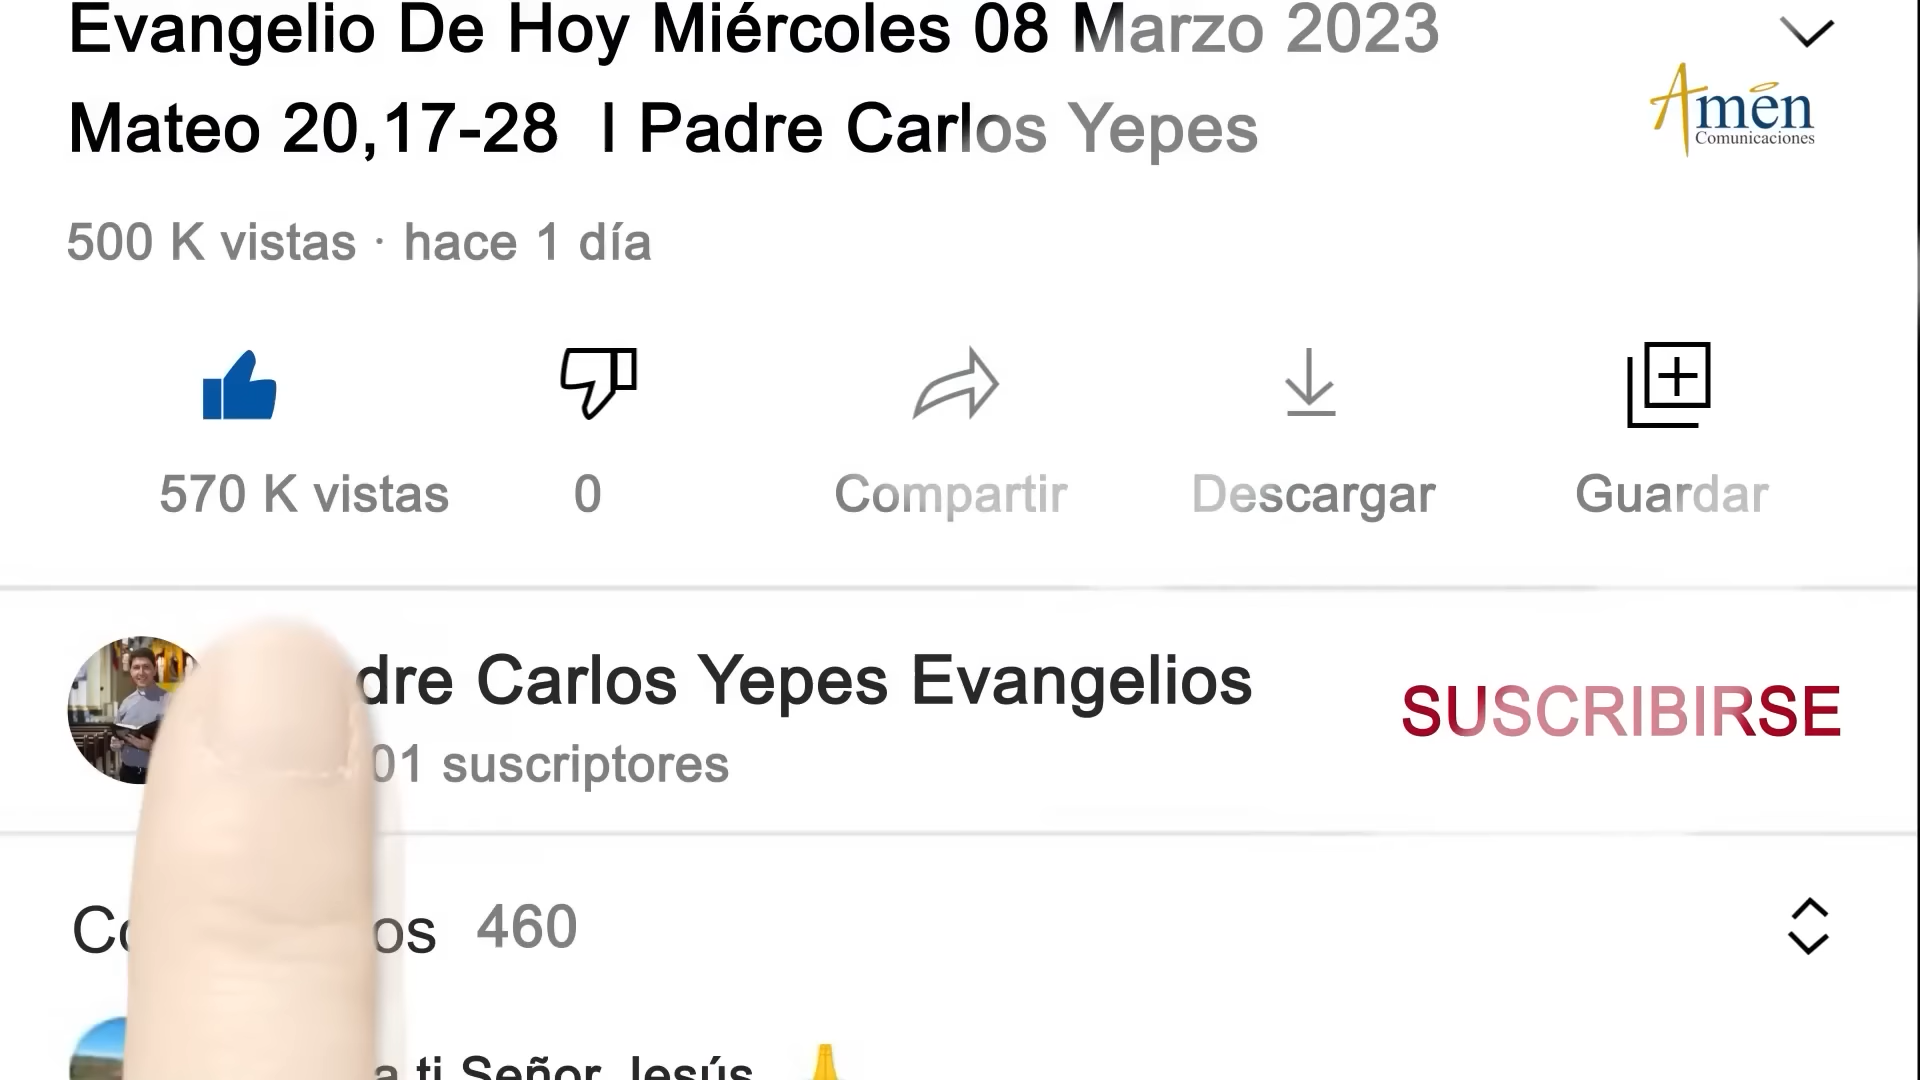 Evangelio De Hoy Miércoles 08 Marzo 2023
Mateo 20,17-28 l Padre Carlos Yepes
Amén
Comunicaciones
500 K vistas · hace 1 día
570 K vistas
0
Compartir
Descargar
Guardar
dre Carlos Yepes Evangelios
SUSCRIBIRSE
01 suscriptores
460
a ti Señor Jesús 🙏